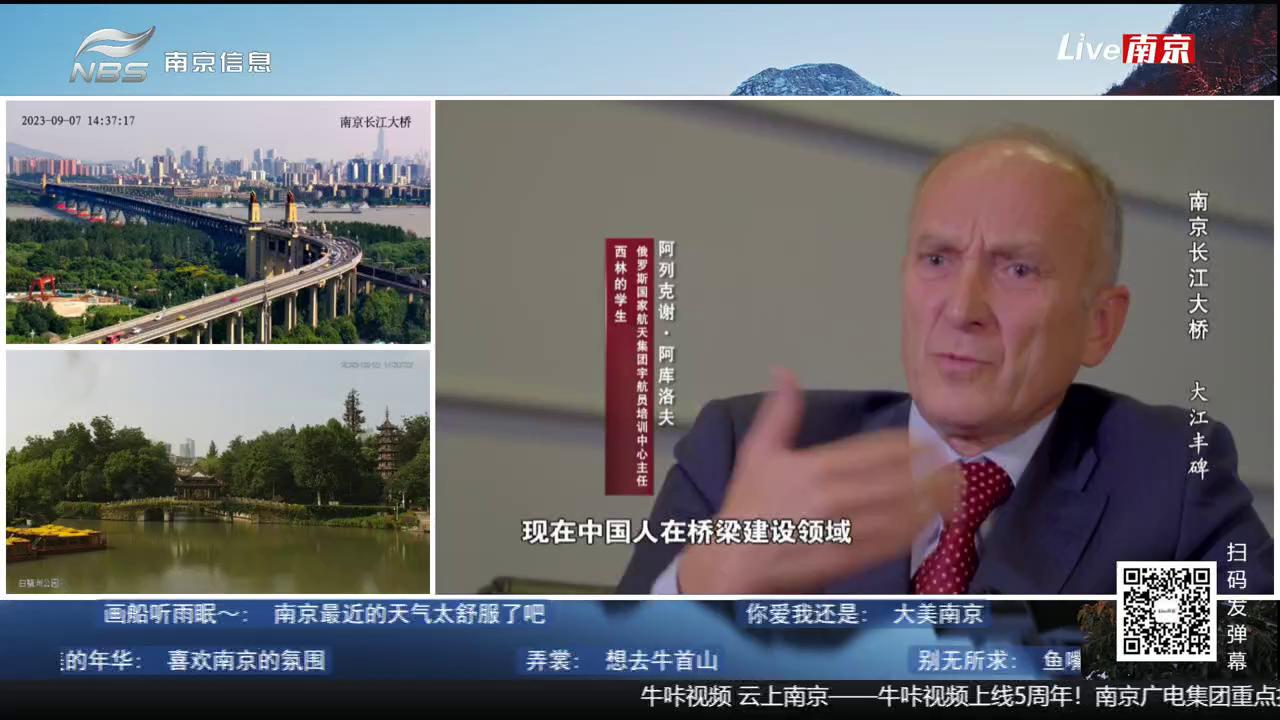 NBS 南京信息
Live南京
2023-09-07 14:37:17
南京长江大桥
南京长江大桥 大江丰碑
阿列克谢·阿库洛夫
俄罗斯国家航天集团宇航员培训中心主任
西林的学生
现在中国人在桥梁建设领域
白鹭洲公园
扫码发弹幕
画船听雨眠～： 南京最近的天气太舒服了吧
你爱我还是： 大美南京
的年华： 喜欢南京的氛围
弄裳： 想去牛首山
别无所求： 鱼嘴
牛咔视频 云上南京——牛咔视频上线5周年！南京广电集团重点